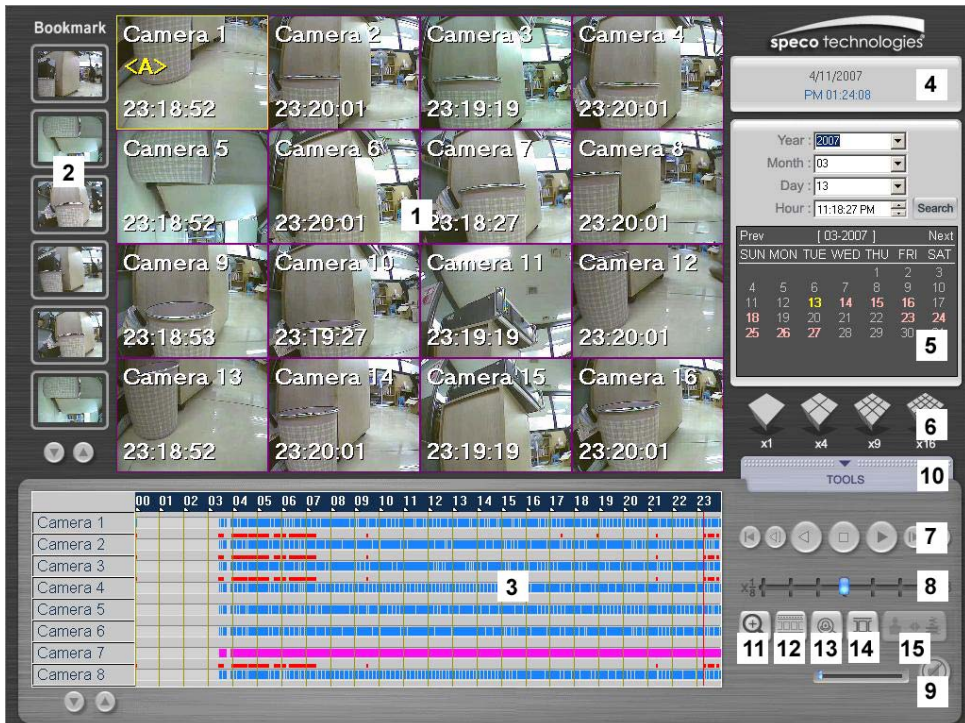 Bookmark
2
Camera 1
<A>
23:18:52
Camera 2
23:20:01
Camera 3
23:19:19
Camera 4
23:20:01
Camera 5
23:18:52
Camera 6
23:20:01
1
Camera 7
23:18:27
Camera 8
23:20:01
Camera 9
23:18:53
Camera 10
23:19:27
Camera 11
23:19:19
Camera 12
23:20:01
Camera 13
23:18:52
Camera 14
23:20:01
Camera 15
23:19:19
Camera 16
23:20:01
speco technologies
4/11/2007
PM 01:24:08
4
Year : 2007
Month : 03
Day : 13
Hour : 11:18:27 PM Search
Prev [ 03-2007 ] Next
SUN MON TUE WED THU FRI SAT
1 2 3
4 5 6 7 8 9 10
11 12 13 14 15 16 17
18 19 20 21 22 23 24
25 26 27 28 29 30
5
6
x1 x4 x9 x16
TOOLS 10
00 01 02 03 04 05 06 07 08 09 10 11 12 13 14 15 16 17 18 19 20 21 22 23
Camera 1
Camera 2
Camera 3
Camera 4
Camera 5
Camera 6
Camera 7
Camera 8
3
7
x1/8
8
11 12 13 14 15
9